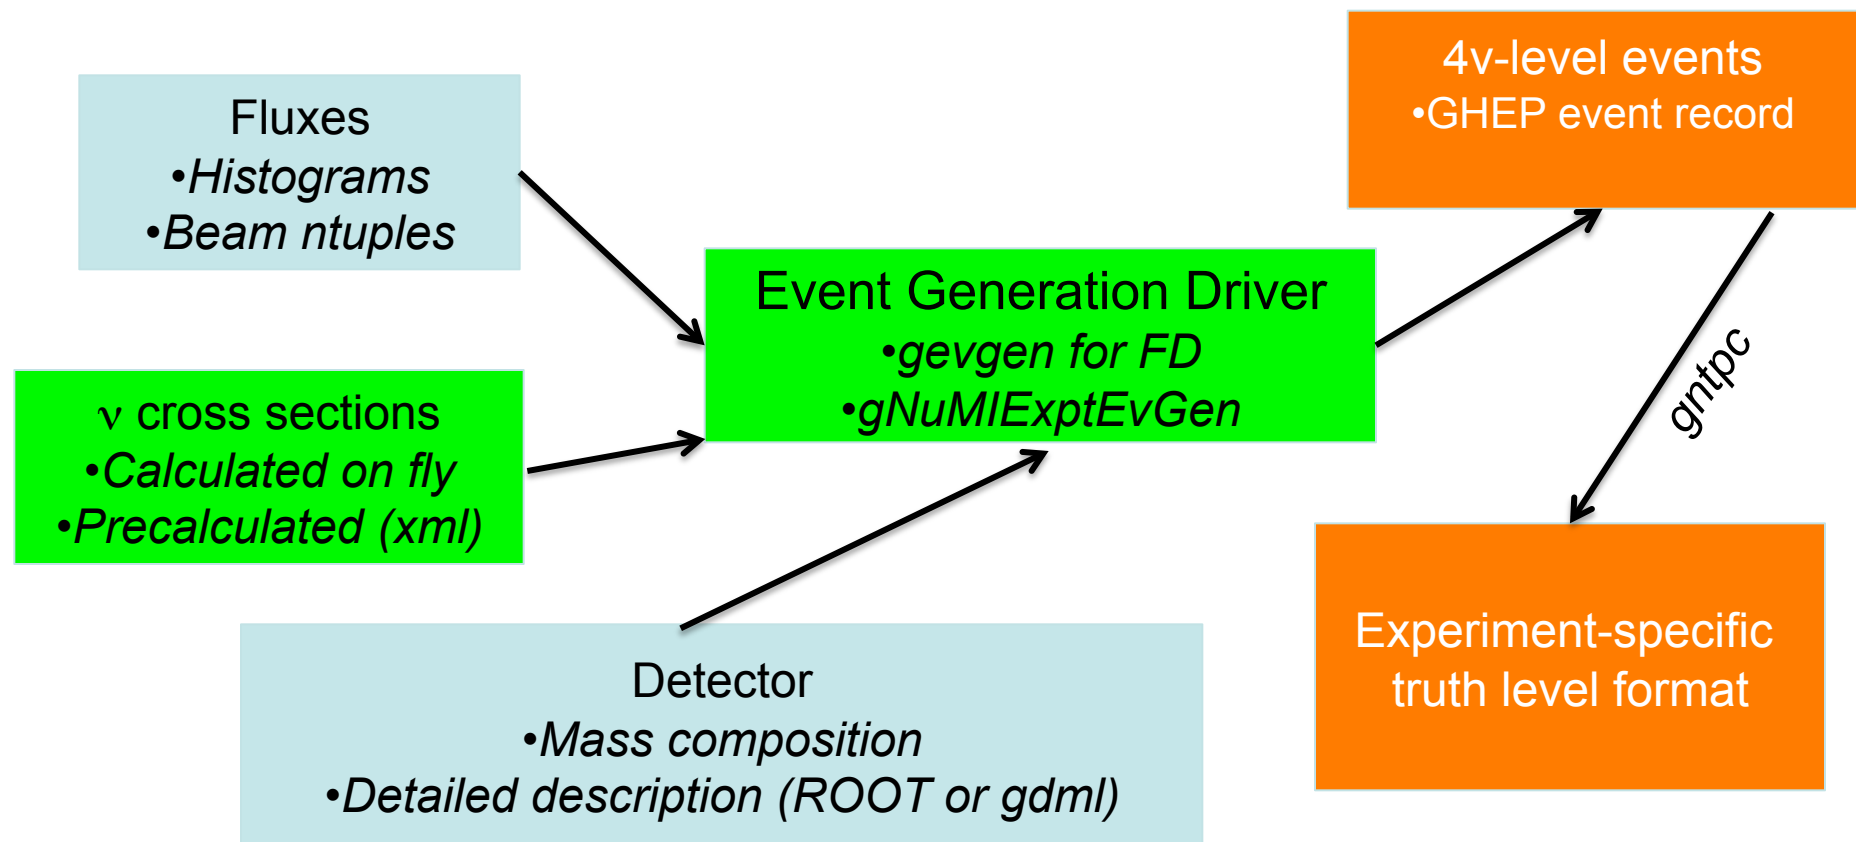 Fluxes
•Histograms
•Beam ntuples
ν cross sections
•Calculated on fly
•Precalculated (xml)
Event Generation Driver
•gevgen for FD
•gNuMIExptEvGen
Detector
•Mass composition
•Detailed description (ROOT or gdml)
4v-level events
•GHEP event record
gntpc
Experiment-specific
truth level format